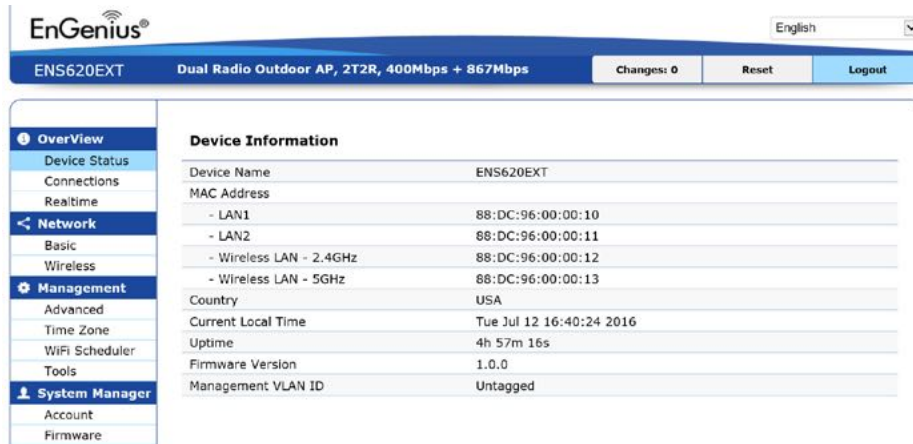 EnGenius®
English
ENS620EXT Dual Radio Outdoor AP, 2T2R, 400Mbps + 867Mbps Changes: 0 Reset Logout
OverView
Device Status
Connections
Realtime
Network
Basic
Wireless
Management
Advanced
Time Zone
WiFi Scheduler
Tools
System Manager
Account
Firmware
Device Information
Device Name ENS620EXT
MAC Address
- LAN1 88:DC:96:00:00:10
- LAN2 88:DC:96:00:00:11
- Wireless LAN - 2.4GHz 88:DC:96:00:00:12
- Wireless LAN - 5GHz 88:DC:96:00:00:13
Country USA
Current Local Time Tue Jul 12 16:40:24 2016
Uptime 4h 57m 16s
Firmware Version 1.0.0
Management VLAN ID Untagged